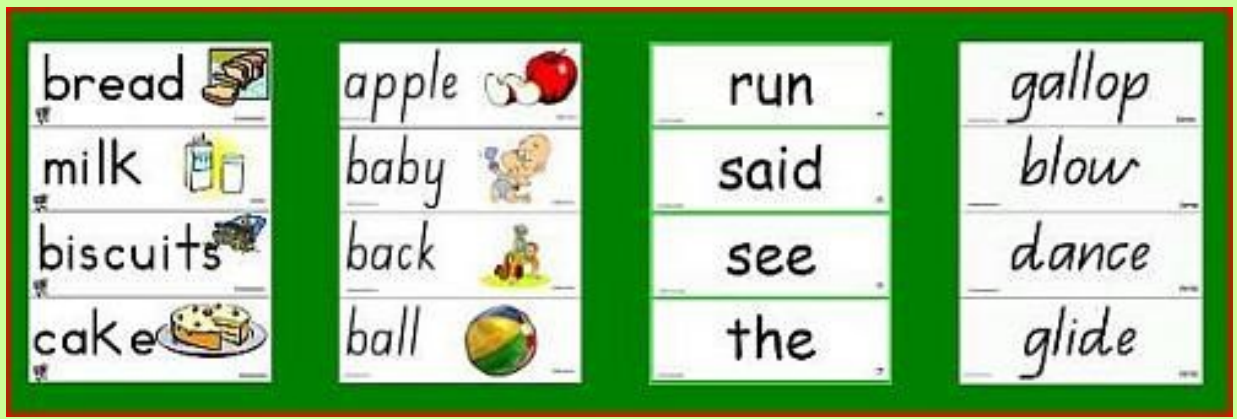 bread
milk
biscuits
cake
apple
baby
back
ball
run
said
see
the
gallop
blow
dance
glide